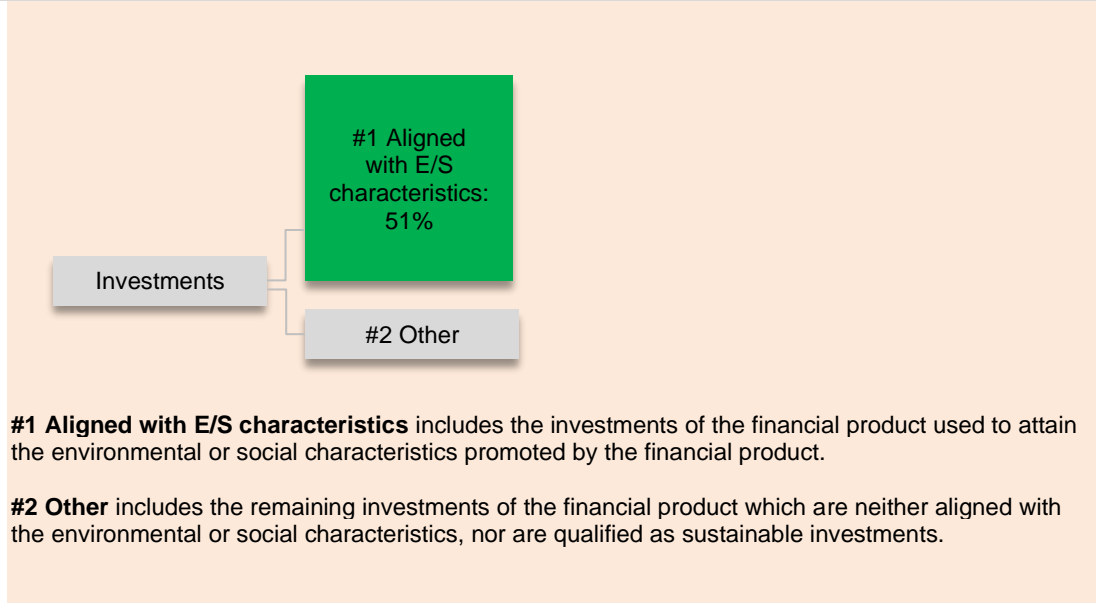 #1 Aligned
with E/S
characteristics:
51%
Investments
#2 Other
#1 Aligned with E/S characteristics includes the investments of the financial product used to attain
the environmental or social characteristics promoted by the financial product.
#2 Other includes the remaining investments of the financial product which are neither aligned with
the environmental or social characteristics, nor are qualified as sustainable investments.